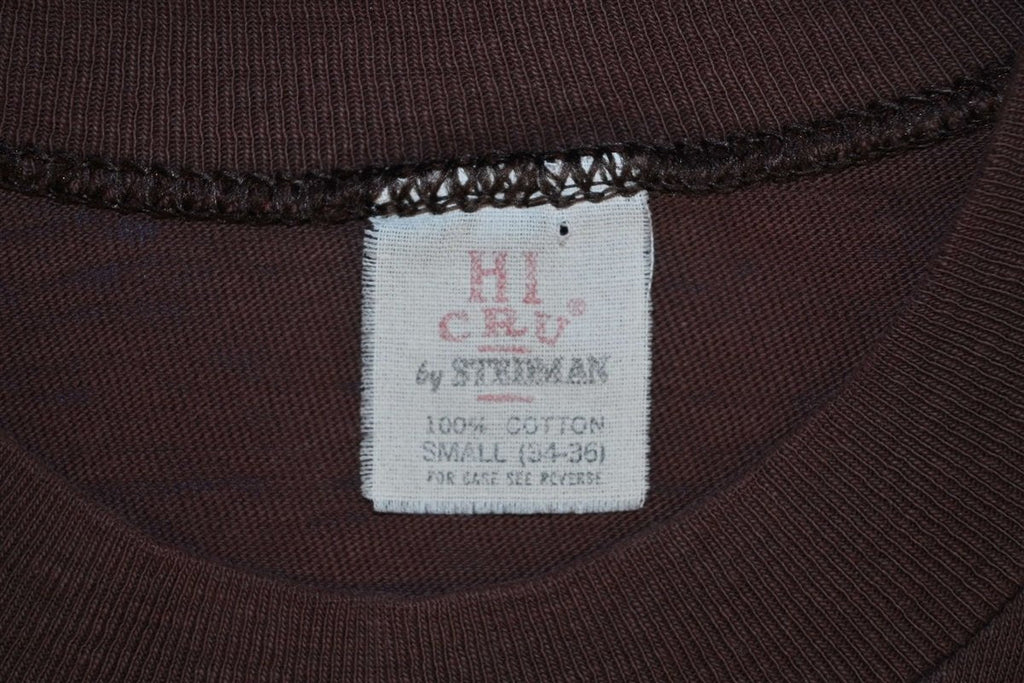 HI
CRU®
by STEDMAN
100% COTTON
SMALL (34-36)
FOR CARE SEE REVERSE